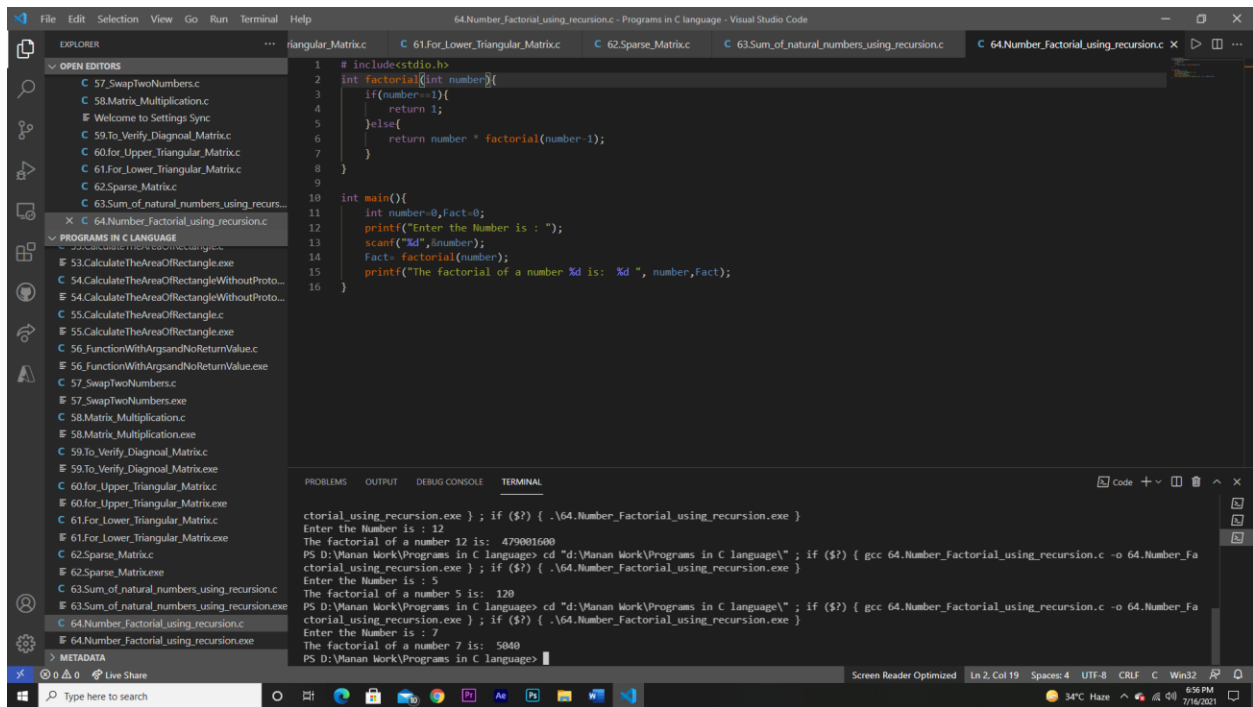 File Edit Selection View Go Run Terminal Help
64.Number_Factorial_using_recursion.c - Programs in C language - Visual Studio Code
EXPLORER
riangular_Matrix.c
61.For_Lower_Triangular_Matrix.c
62.Sparse_Matrix.c
63.Sum_of_natural_numbers_using_recursion.c
64.Number_Factorial_using_recursion.c
OPEN EDITORS
C 57_SwapTwoNumbers.c
C 58.Matrix_Multiplication.c
Welcome to Settings Sync
C 59.To_Verify_Diagnoal_Matrix.c
C 60.for_Upper_Triangular_Matrix.c
C 61.For_Lower_Triangular_Matrix.c
C 62.Sparse_Matrix.c
C 63.Sum_of_natural_numbers_using_recurs...
C 64.Number_Factorial_using_recursion.c
PROGRAMS IN C LANGUAGE
53.CalculateTheAreaOfRectangle.c
53.CalculateTheAreaOfRectangle.exe
C 54.CalculateTheAreaOfRectangleWithoutProto...
54.CalculateTheAreaOfRectangleWithoutProto...
C 55.CalculateTheAreaOfRectangle.c
55.CalculateTheAreaOfRectangle.exe
C 56_FunctionWithArgsandNoReturnValue.c
56_FunctionWithArgsandNoReturnValue.exe
C 57_SwapTwoNumbers.c
57_SwapTwoNumbers.exe
C 58.Matrix_Multiplication.c
58.Matrix_Multiplication.exe
C 59.To_Verify_Diagnoal_Matrix.c
59.To_Verify_Diagnoal_Matrix.exe
C 60.for_Upper_Triangular_Matrix.c
60.for_Upper_Triangular_Matrix.exe
C 61.For_Lower_Triangular_Matrix.c
61.For_Lower_Triangular_Matrix.exe
C 62.Sparse_Matrix.c
62.Sparse_Matrix.exe
C 63.Sum_of_natural_numbers_using_recursion.c
63.Sum_of_natural_numbers_using_recursion.exe
C 64.Number_Factorial_using_recursion.c
64.Number_Factorial_using_recursion.exe
METADATA
1 # include<stdio.h>
2 int factorial(int number){
3 if(number==1){
4 return 1;
5 }else{
6 return number * factorial(number-1);
7 }
8 }
9
10 int main(){
11 int number=0,Fact=0;
12 printf("Enter the Number is : ");
13 scanf("%d",&number);
14 Fact= factorial(number);
15 printf("The factorial of a number %d is:  %d ", number,Fact);
16 }
PROBLEMS OUTPUT DEBUG CONSOLE TERMINAL
Code
ctorial_using_recursion.exe } ; if ($?) { .\64.Number_Factorial_using_recursion.exe }
Enter the Number is : 12
The factorial of a number 12 is:  479001600
PS D:\Manan Work\Programs in C language> cd "d:\Manan Work\Programs in C language\" ; if ($?) { gcc 64.Number_Factorial_using_recursion.c -o 64.Number_Fa
ctorial_using_recursion.exe } ; if ($?) { .\64.Number_Factorial_using_recursion.exe }
Enter the Number is : 5
The factorial of a number 5 is:  120
PS D:\Manan Work\Programs in C language> cd "d:\Manan Work\Programs in C language\" ; if ($?) { gcc 64.Number_Factorial_using_recursion.c -o 64.Number_Fa
ctorial_using_recursion.exe } ; if ($?) { .\64.Number_Factorial_using_recursion.exe }
Enter the Number is : 7
The factorial of a number 7 is:  5040
PS D:\Manan Work\Programs in C language>
0 0 Live Share
Screen Reader Optimized Ln 2, Col 19 Spaces: 4 UTF-8 CRLF C Win32
Type here to search
Pr Ae Ps
34°C Haze
6:56 PM
7/16/2021